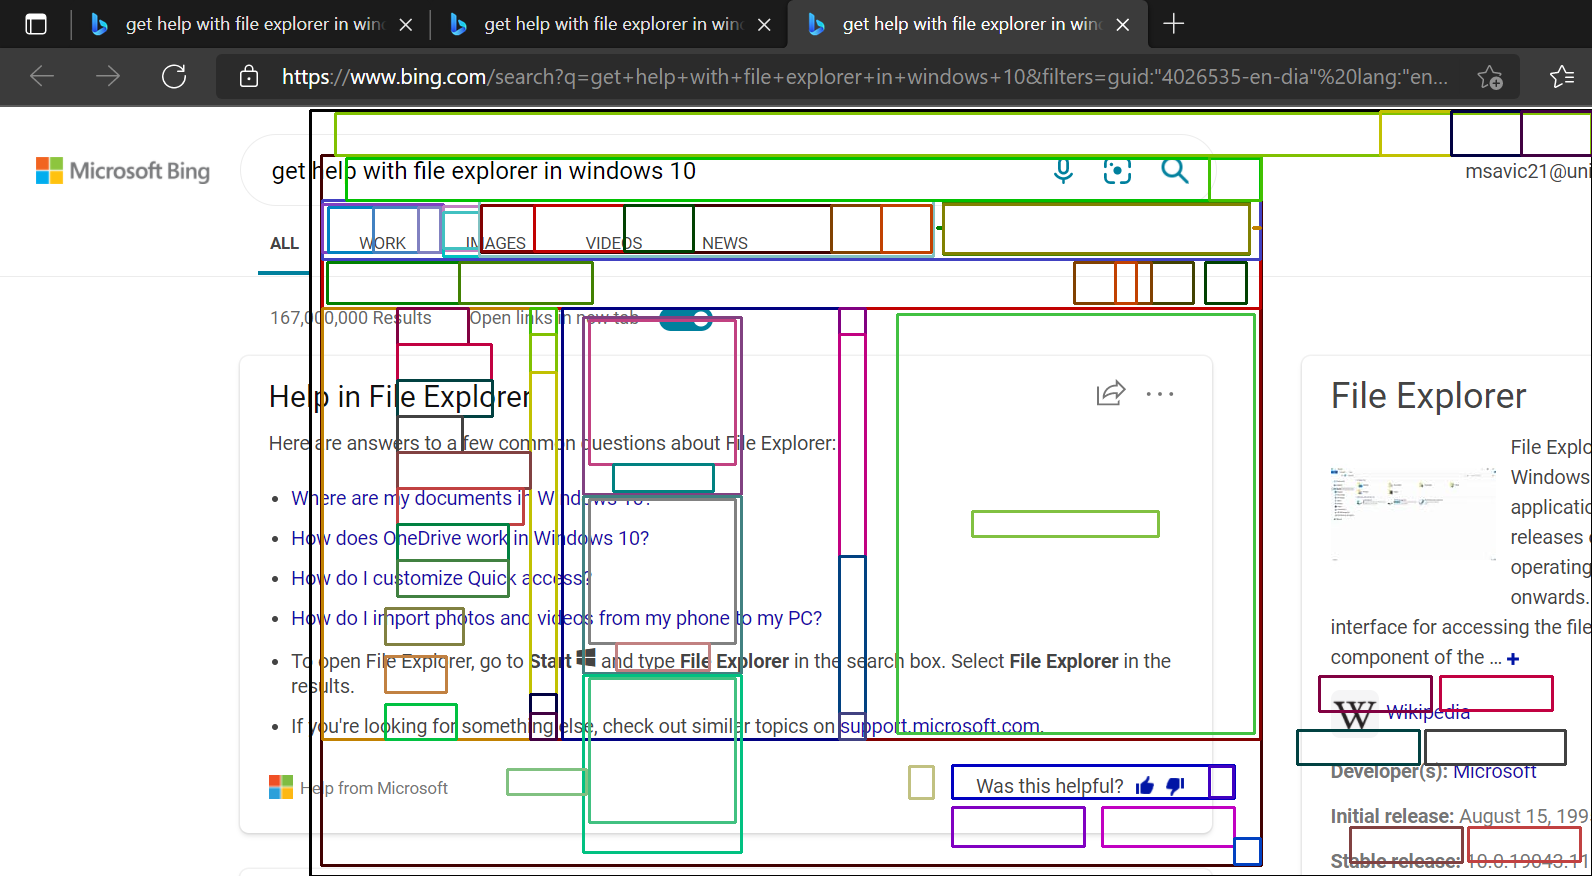 get help with file explorer in win
get help with file explorer in win
get help with file explorer in win
https://www.bing.com/search?q=get+help+with+file+explorer+in+windows+10&filters=guid:"4026535-en-dia"%20lang:"en...
Microsoft Bing
get help with file explorer in windows 10
msavic21@uni
ALL WORK IMAGES VIDEOS NEWS
167,000,000 Results Open links in new tab
Help in File Explorer
Here are answers to a few common questions about File Explorer:
• Where are my documents in Windows 10?
• How does OneDrive work in Windows 10?
• How do I customize Quick access?
• How do I import photos and videos from my phone to my PC?
• To open File Explorer, go to Start and type File Explorer in the search box. Select File Explorer in the
results.
• If you're looking for something else, check out similar topics on support.microsoft.com.
Help from Microsoft
Was this helpful?
File Explorer
File Explo
Windows
applicatio
releases
operating
onwards.
interface for accessing the file
component of the ... +
W Wikipedia
Developer(s): Microsoft
Initial release: August 15, 199
Stable release: 10.0.19043.11